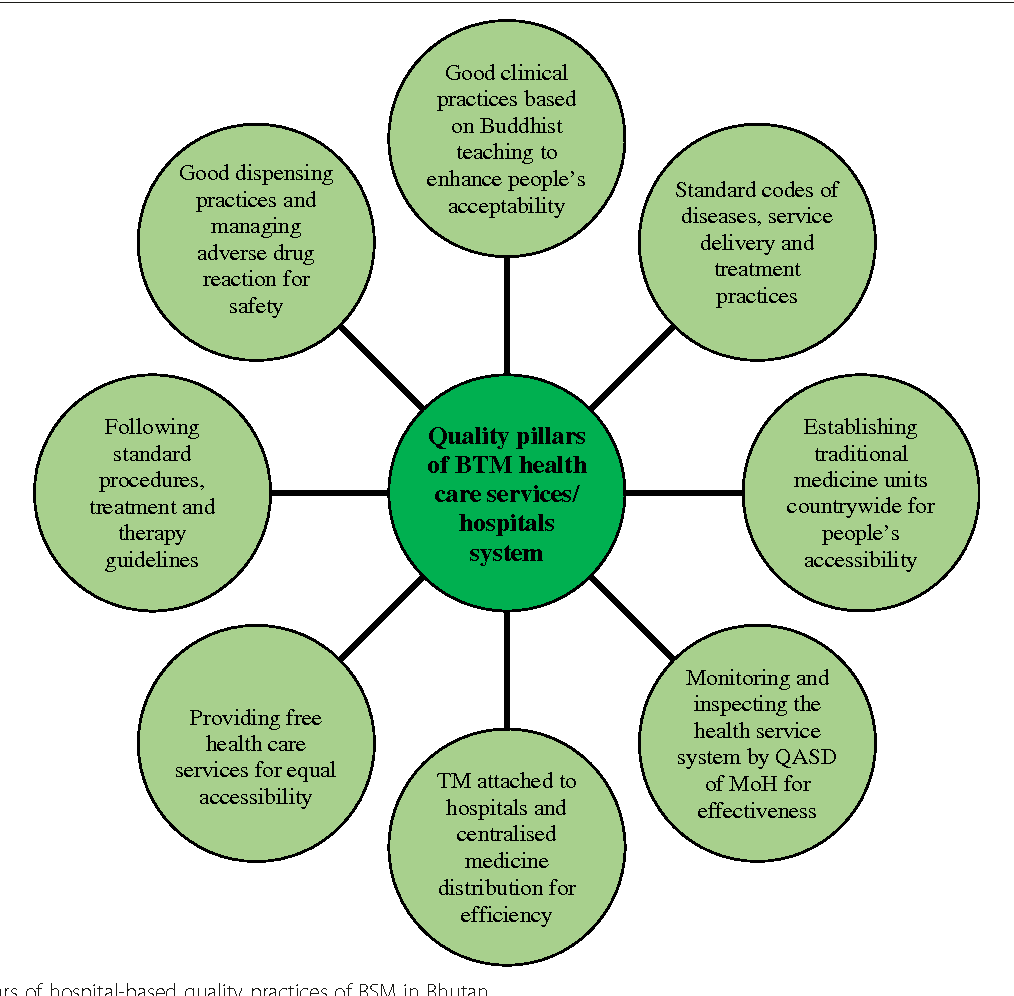 Good clinical
practices based
on Buddhist
teaching to
enhance people’s
acceptability
Standard codes of
diseases, service
delivery and
treatment
practices
Establishing
traditional
medicine units
countrywide for
people’s
accessibility
Monitoring and
inspecting the
health service
system by QASD
of MoH for
effectiveness
TM attached to
hospitals and
centralised
medicine
distribution for
efficiency
Providing free
health care
services for equal
accessibility
Following
standard
procedures,
treatment and
therapy
guidelines
Good dispensing
practices and
managing
adverse drug
reaction for
safety
Quality pillars
of BTM health
care services/
hospitals
system
of hospital-based quality practices of BSM in Bhutan